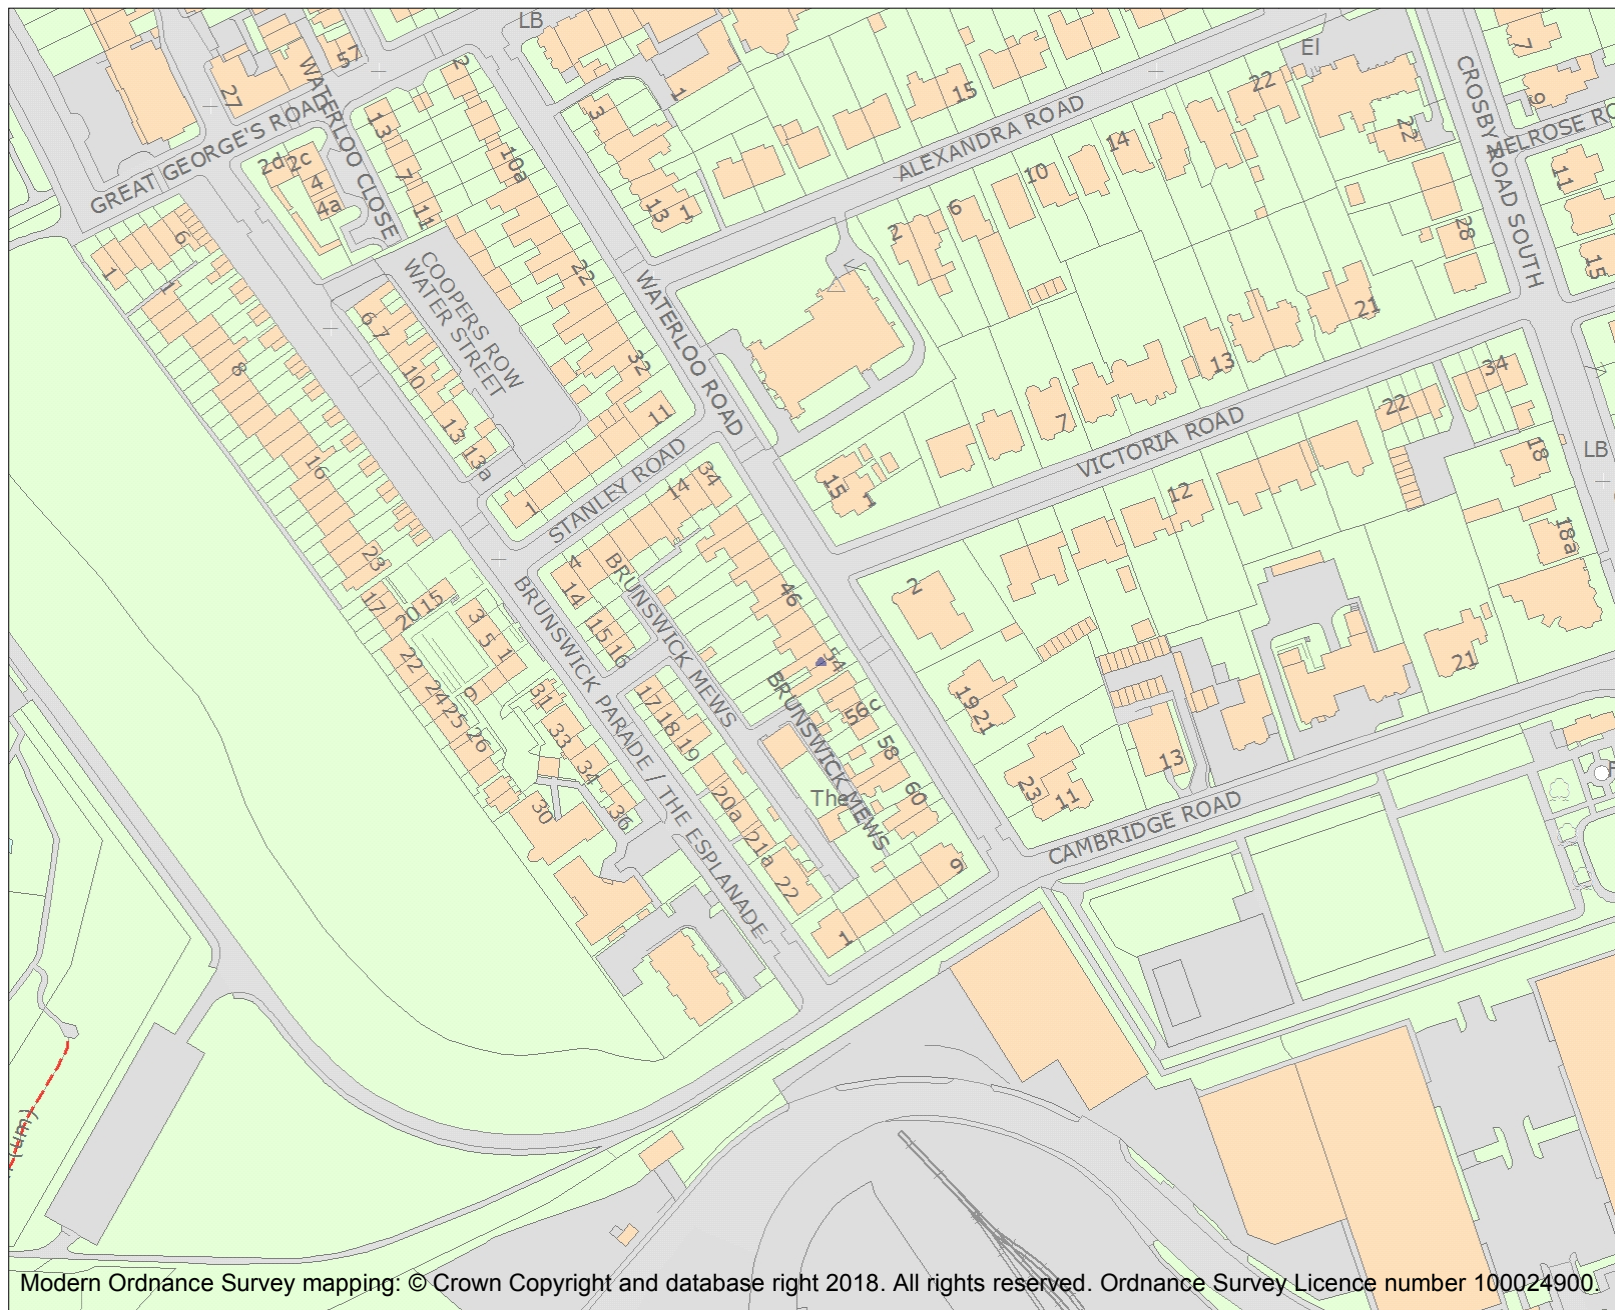 LB
El
57
2
27
WATERLOO CLOSE
GREAT GEORGE'S ROAD
13
7
11
10a
3
1
15
ALEXANDRA ROAD
22
22
CROSBY ROAD SOUTH
7
9
MELROSE RO
11
15
28
2d
2c
4
4a
13
1
14
10
6
2
6
1
1
8
16
23
COOPERS ROW
WATER STREET
6
7
10
13
13a
22
32
11
WATERLOO ROAD
STANLEY ROAD
1
14
34
21
13
7
VICTORIA ROAD
34
22
18
LB
18a
12
15
1
2
4
14
15
16
BRUNSWICK MEWS
46
54
56c
58
60
BRUNSWICK MEWS
The
BRUNSWICK PARADE / THE ESPLANADE
17
20
15
3
5
1
22
24
25
26
9
31
33
34
36
30
17
18
19
20a
21a
22
1
9
19
21
23
11
13
21
CAMBRIDGE ROAD
(um)
Modern Ordnance Survey mapping: © Crown Copyright and database right 2018. All rights reserved. Ordnance Survey Licence number 100024900.